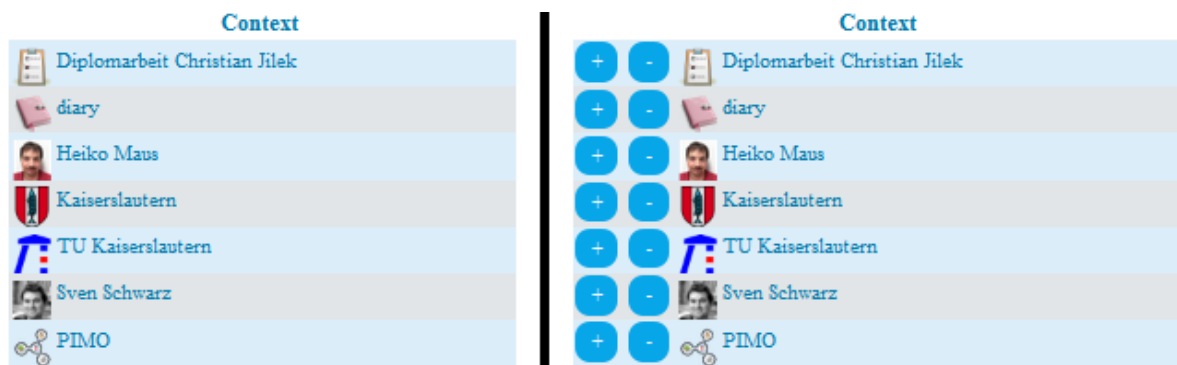 Context
Diplomarbeit Christian Jilek
diary
Heiko Maus
Kaiserslautern
TU Kaiserslautern
Sven Schwarz
PIMO
Context
+ - Diplomarbeit Christian Jilek
+ - diary
+ - Heiko Maus
+ - Kaiserslautern
+ - TU Kaiserslautern
+ - Sven Schwarz
+ - PIMO